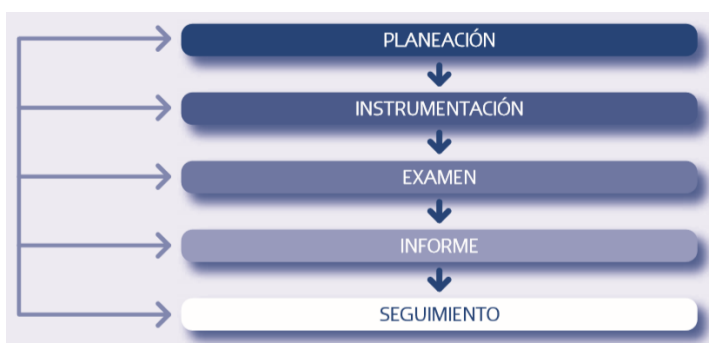 PLANEACIÓN
INSTRUMENTACIÓN
EXAMEN
INFORME
SEGUIMIENTO